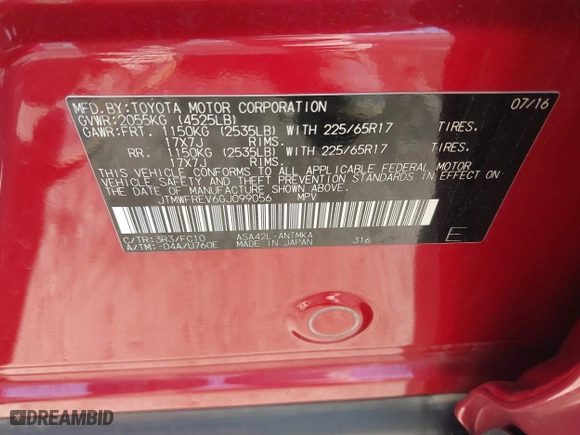 MFD.BY:TOYOTA MOTOR CORPORATION 07/16
GVWR:2055KG (4525LB)
GAWR:FRT. 1150KG (2535LB) WITH 225/65R17 TIRES.
17X7J RIMS.
RR. 1150KG (2535LB) WITH 225/65R17 TIRES.
17X7J RIMS.
THIS VEHICLE CONFORMS TO ALL APPLICABLE FEDERAL MOTOR
VEHICLE SAFETY AND THEFT PREVENTION STANDARDS IN EFFECT ON THE
DATE OF MANUFACTURE SHOWN ABOVE.
JTMWFREV6GJ099056 MPV
C/TR:3R3/FC10 ASA42L-ANTMKA
A/TM:-04A/U760E MADE IN JAPAN 316 E
DREAMBID